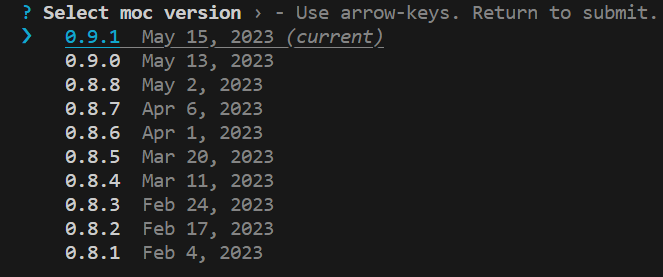 ? Select moc version › - Use arrow-keys. Return to submit.
❯ 0.9.1 May 15, 2023 (current)
0.9.0 May 13, 2023
0.8.8 May 2, 2023
0.8.7 Apr 6, 2023
0.8.6 Apr 1, 2023
0.8.5 Mar 20, 2023
0.8.4 Mar 11, 2023
0.8.3 Feb 24, 2023
0.8.2 Feb 17, 2023
0.8.1 Feb 4, 2023